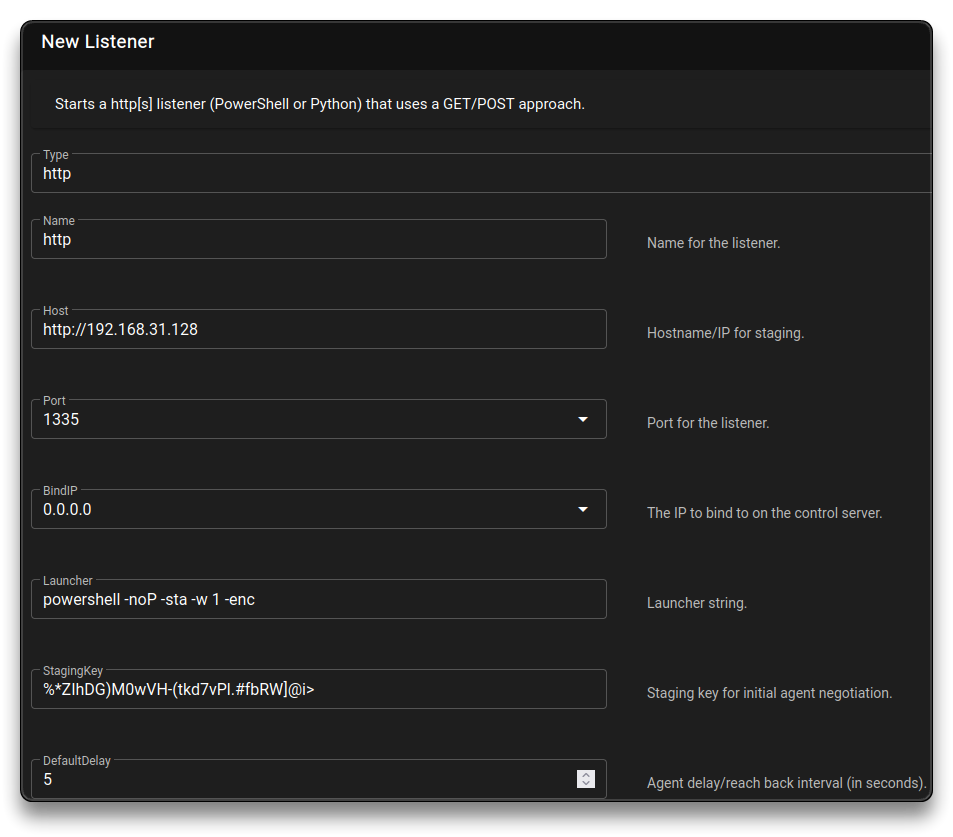 New Listener
Starts a http[s] listener (PowerShell or Python) that uses a GET/POST approach.
Type
http
Name
http
Name for the listener.
Host
http://192.168.31.128
Hostname/IP for staging.
Port
1335
Port for the listener.
BindIP
0.0.0.0
The IP to bind to on the control server.
Launcher
powershell -noP -sta -w 1 -enc
Launcher string.
StagingKey
%*ZIhDG)M0wVH-(tkd7vPI.#fbRW]@i>
Staging key for initial agent negotiation.
DefaultDelay
5
Agent delay/reach back interval (in seconds).